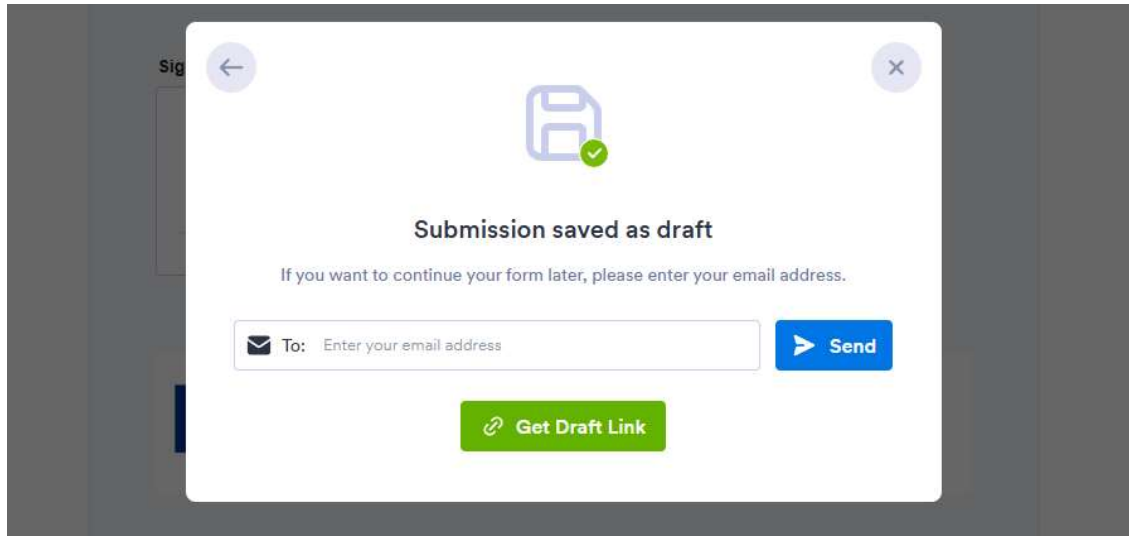 Sig
Submission saved as draft
If you want to continue your form later, please enter your email address.
To: Enter your email address
Send
Get Draft Link